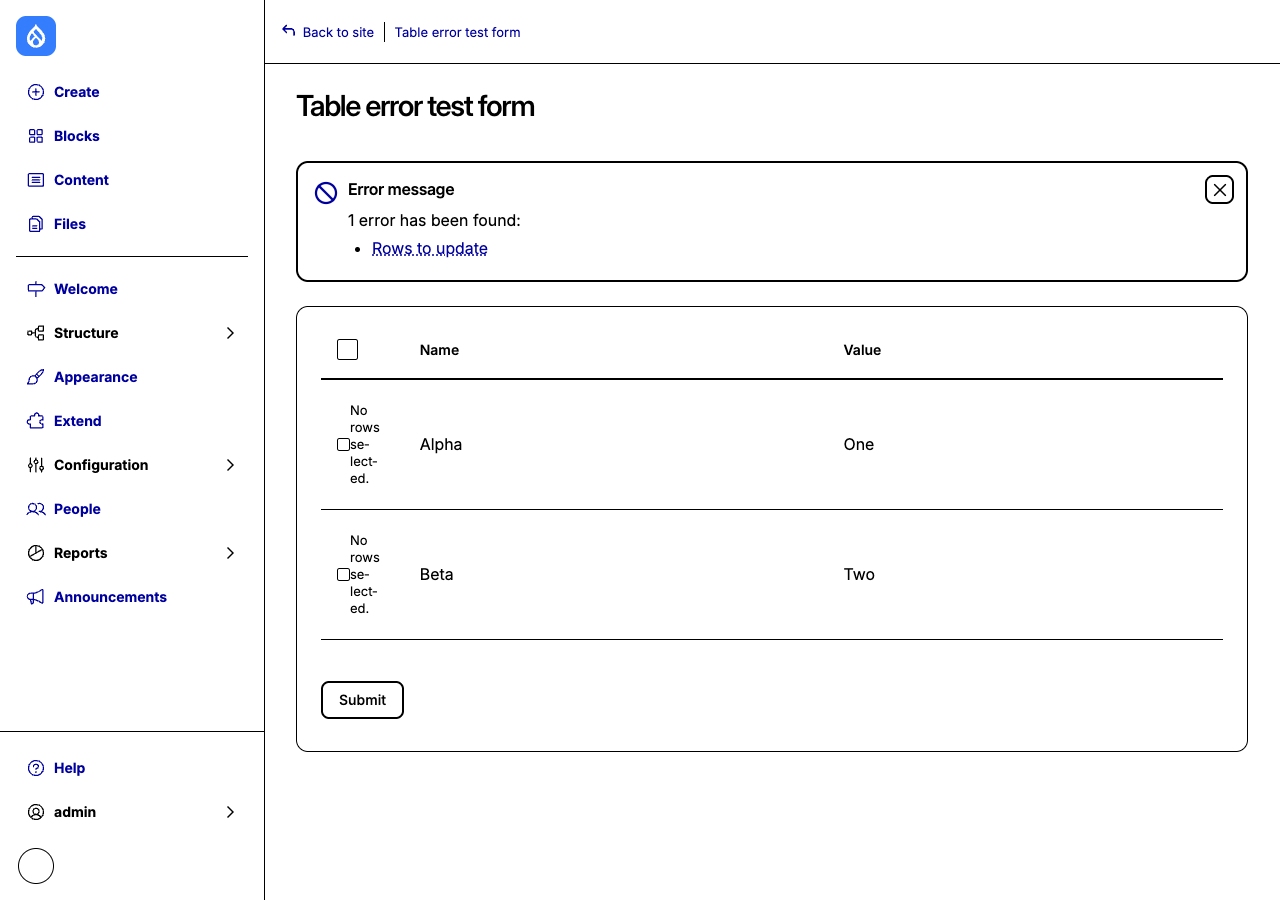 Create
Blocks
Content
Files
Welcome
Structure
Appearance
Extend
Configuration
People
Reports
Announcements
Help
admin
Back to site
Table error test form
Table error test form
Error message
1 error has been found:
Rows to update
Name
Value
No
rows
se-
lect-
ed.
Alpha
One
No
rows
se-
lect-
ed.
Beta
Two
Submit